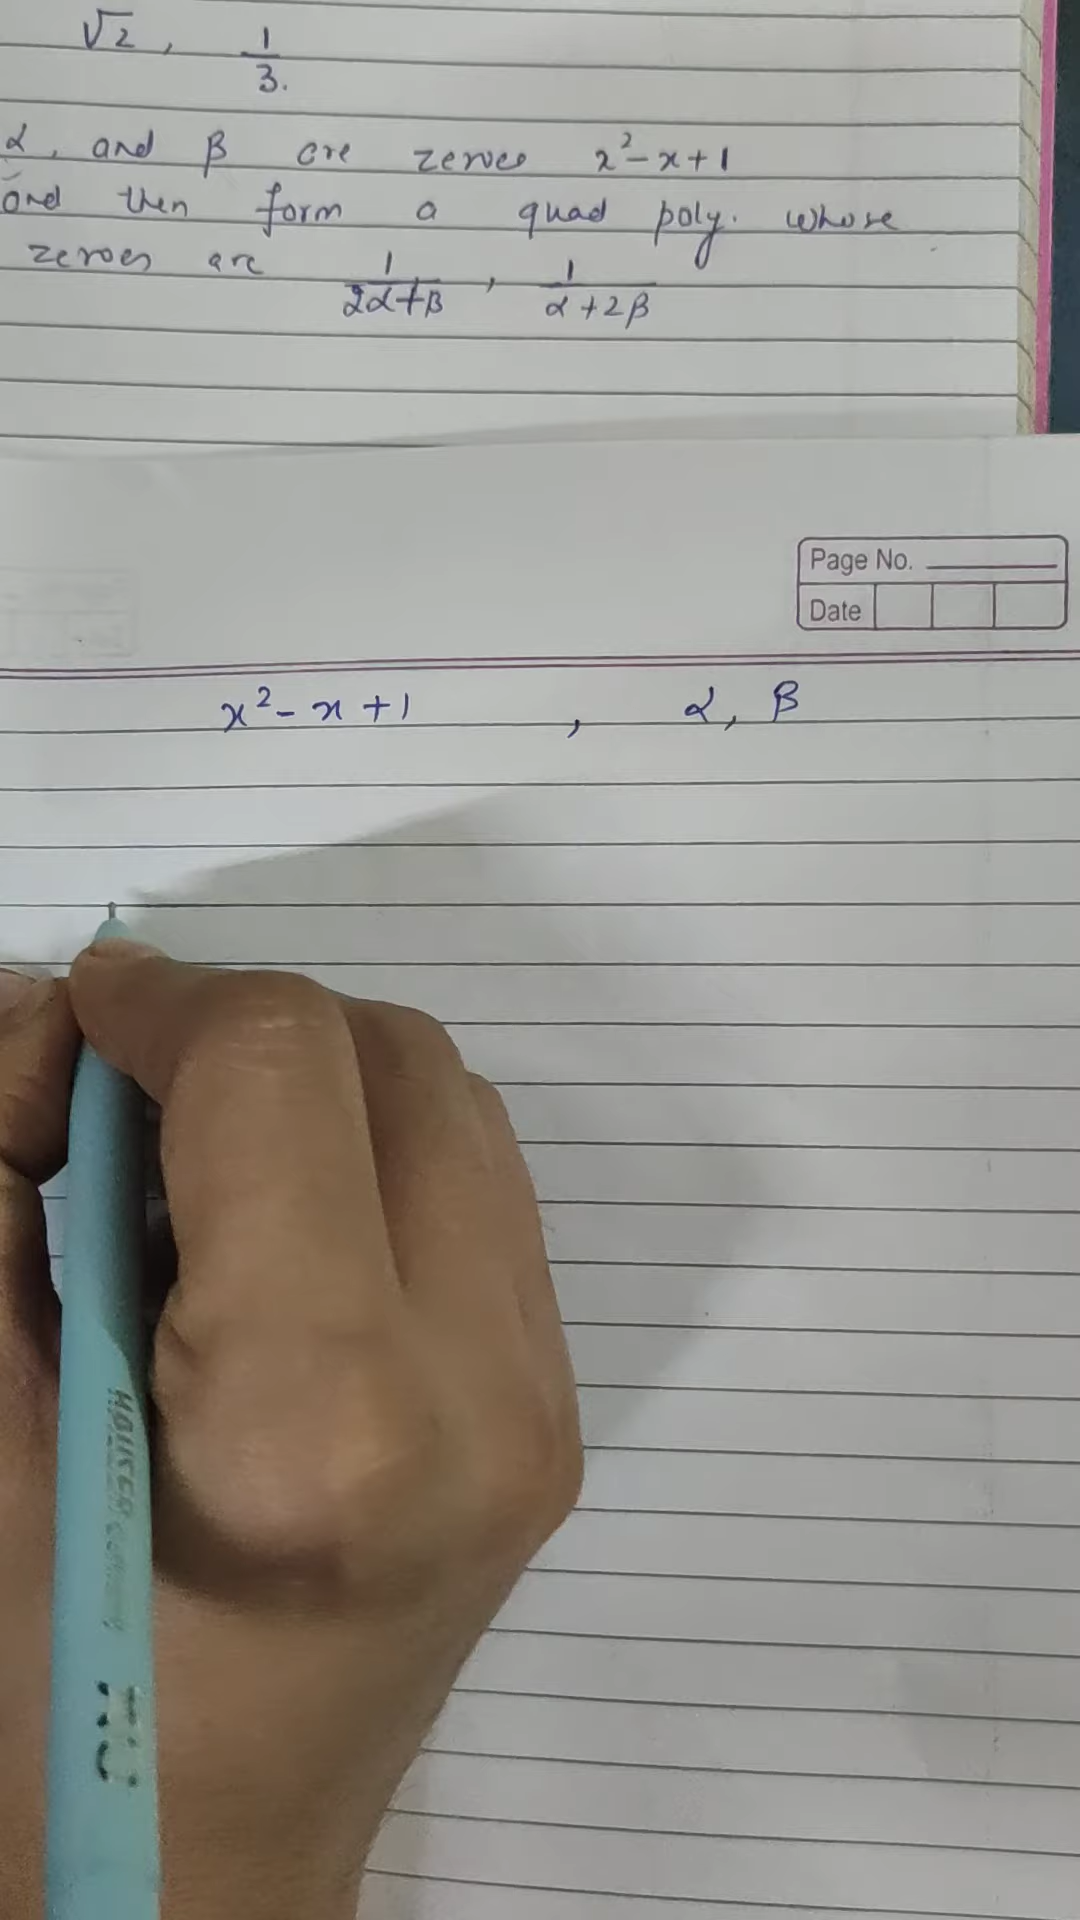 √2, 1/3.
α, and β are zeroes x²-x+1
and then form a quad poly. whose
zeroes are 1/(2α+β), 1/(α+2β)
Page No.
Date
x²-x+1, α, β
HAUSER
XO